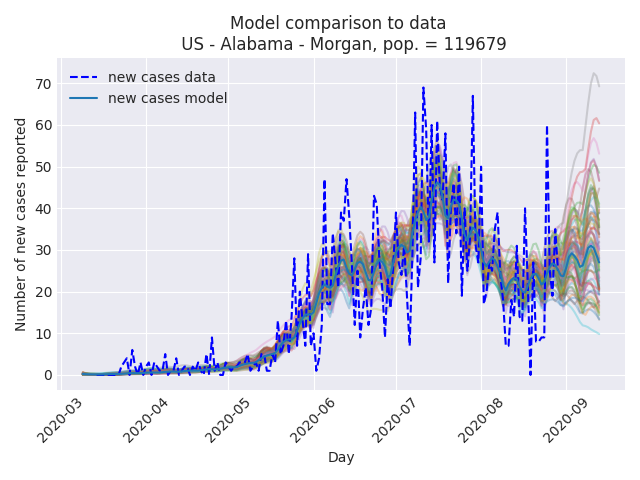 Model comparison to data
US - Alabama - Morgan, pop. = 119679
new cases data
new cases model
Number of new cases reported
70
60
50
40
30
20
10
0
2020-03
2020-04
2020-05
2020-06
2020-07
2020-08
2020-09
Day